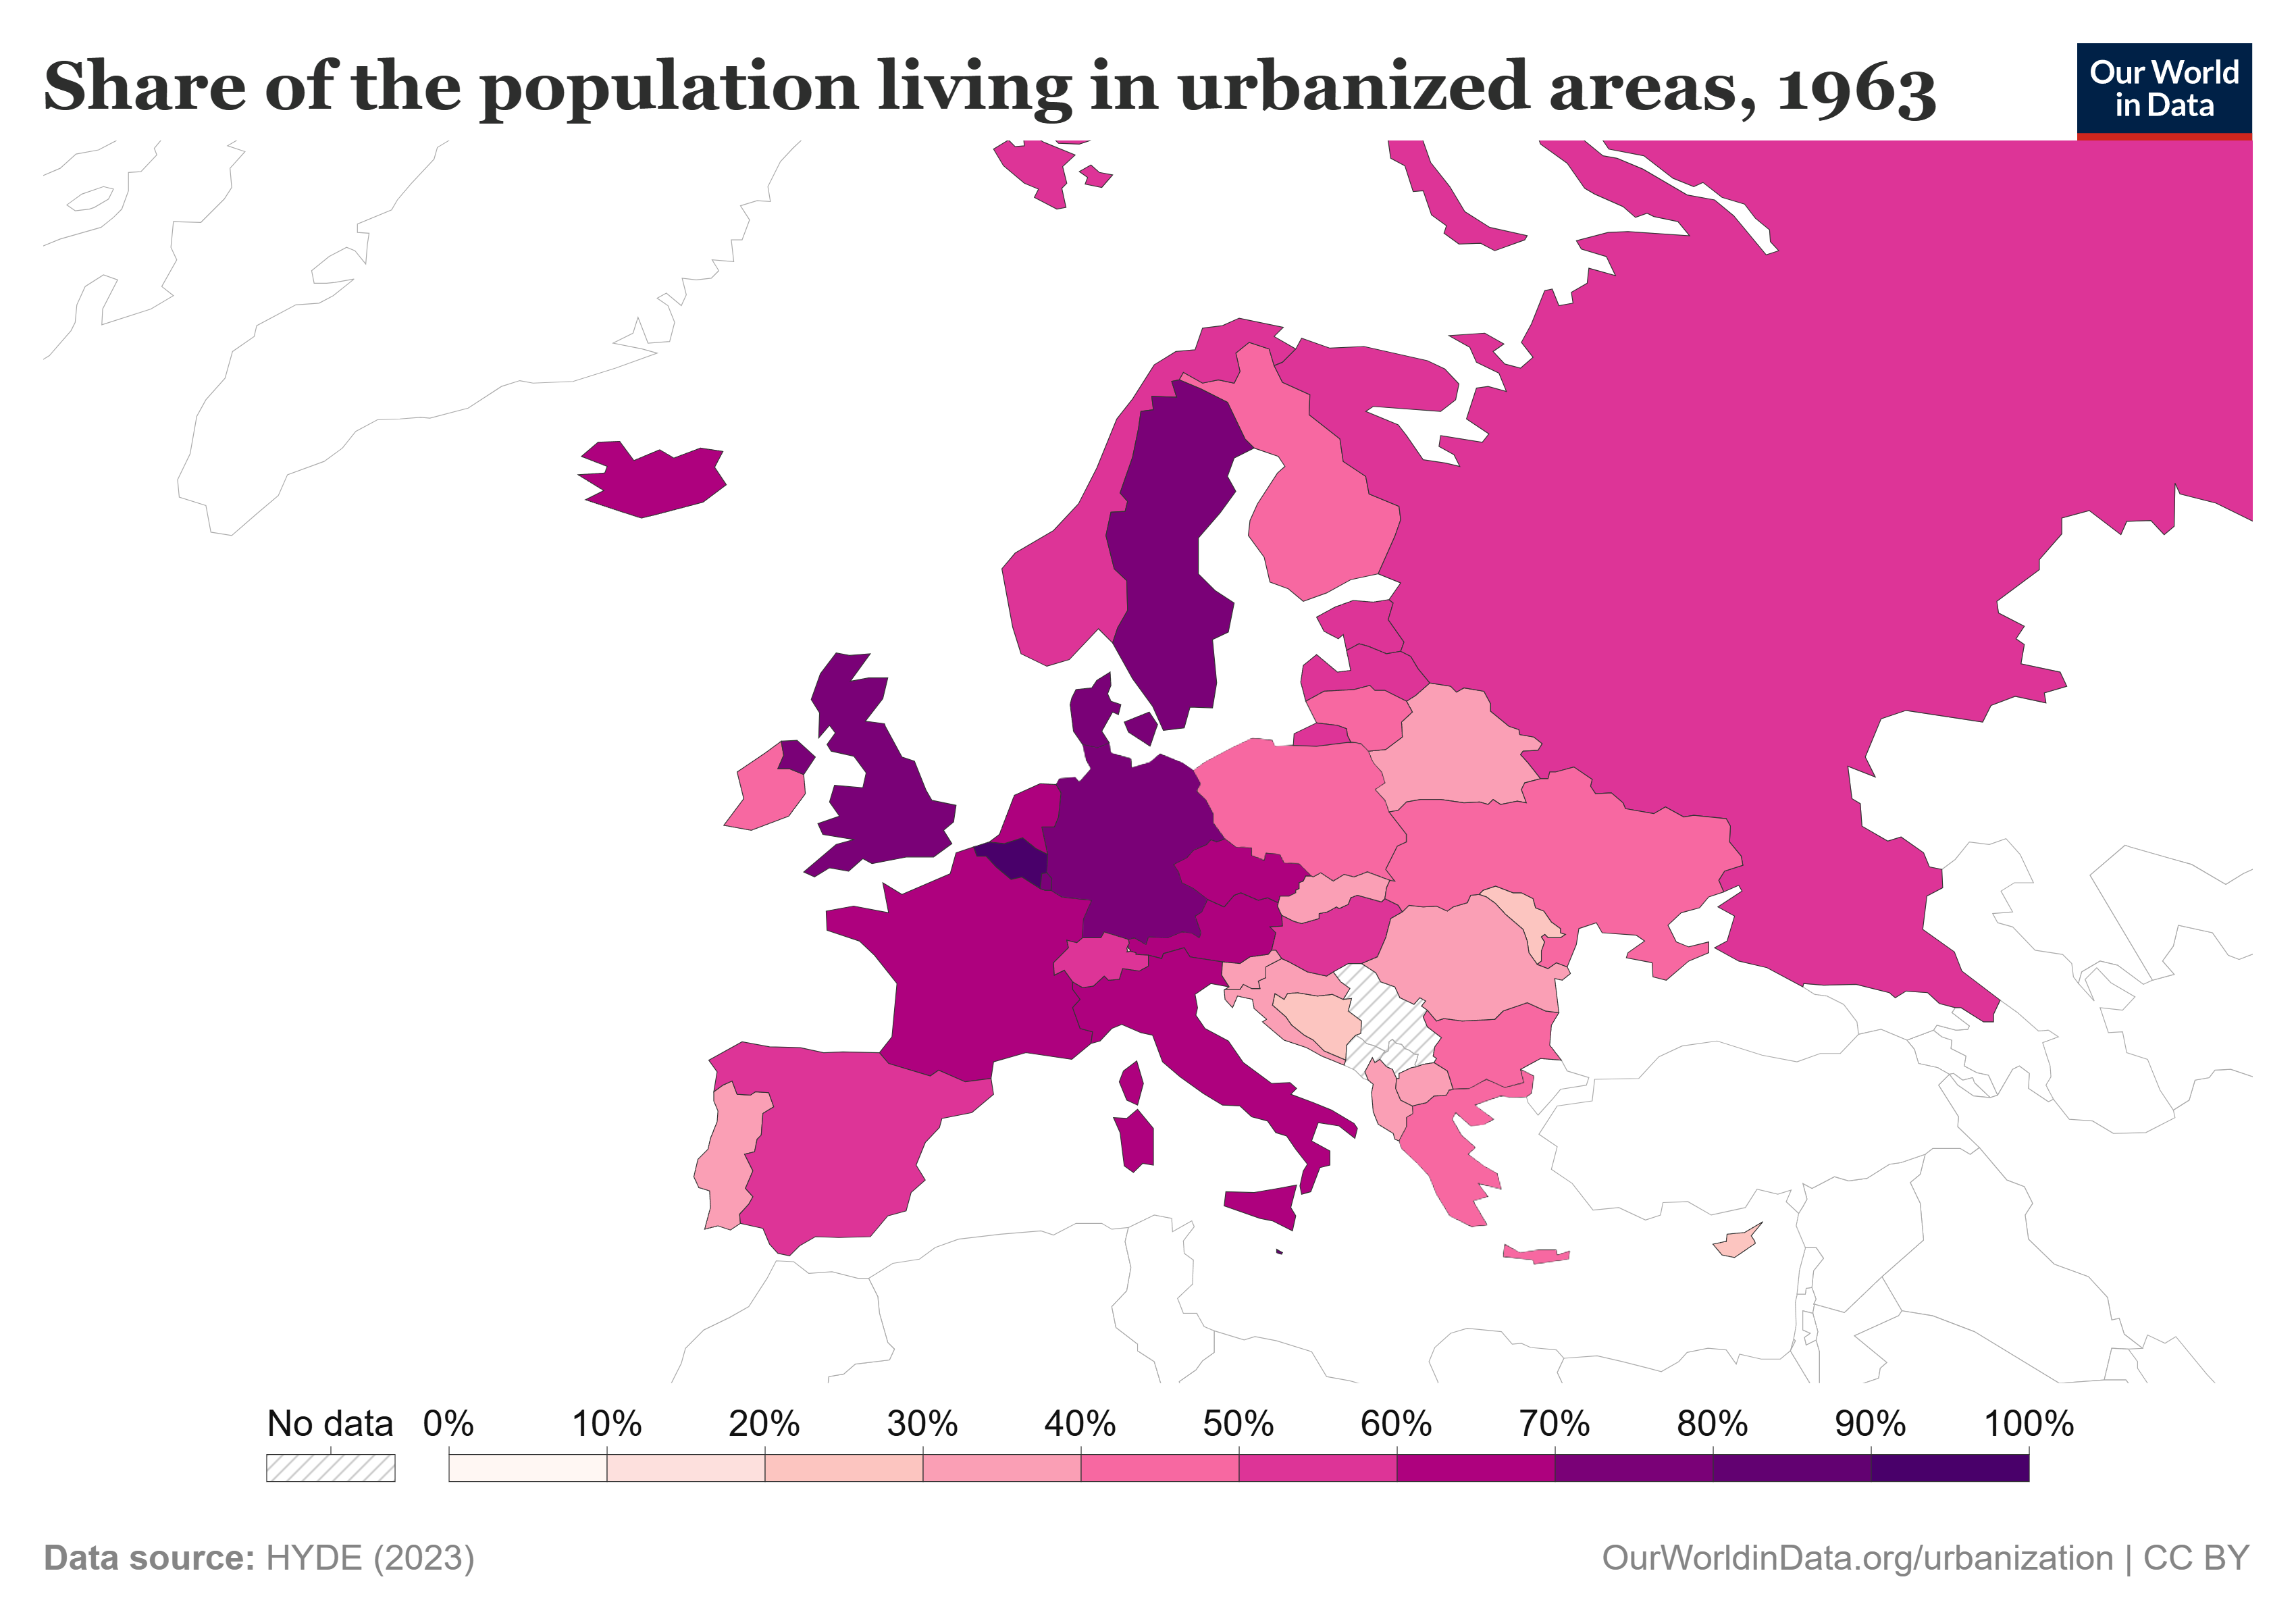 Share of the population living in urbanized areas, 1963
Our World
in Data
No data 0% 10% 20% 30% 40% 50% 60% 70% 80% 90% 100%
Data source: HYDE (2023)
OurWorldinData.org/urbanization | CC BY